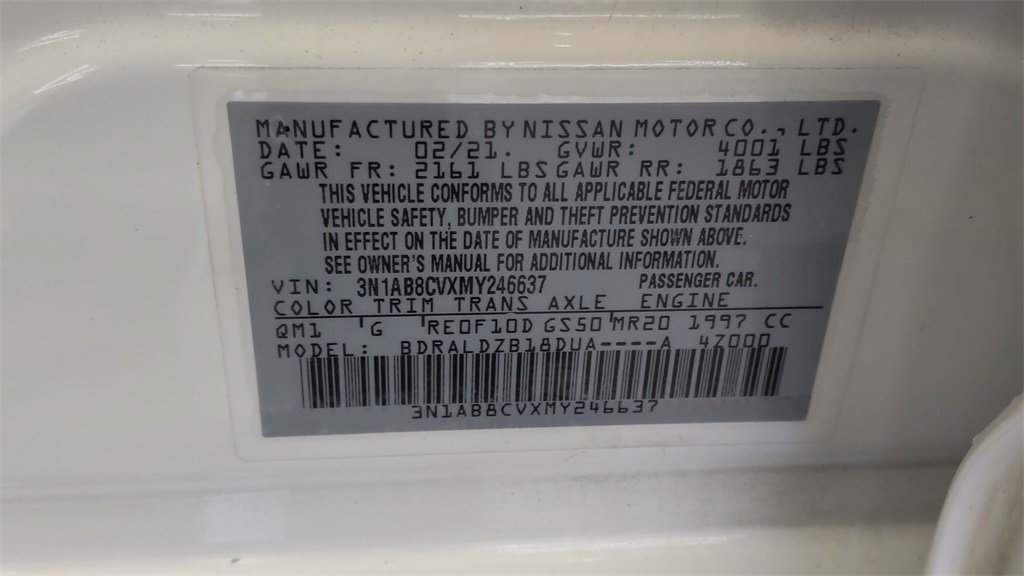 MANUFACTURED BY NISSAN MOTOR CO., LTD.
DATE: 02/21. GVWR: 4001 LBS
GAWR FR: 2161 LBS GAWR RR: 1863 LBS
THIS VEHICLE CONFORMS TO ALL APPLICABLE FEDERAL MOTOR
VEHICLE SAFETY, BUMPER AND THEFT PREVENTION STANDARDS
IN EFFECT ON THE DATE OF MANUFACTURE SHOWN ABOVE.
SEE OWNER'S MANUAL FOR ADDITIONAL INFORMATION.
VIN: 3N1AB8CVXMY246637 PASSENGER CAR.
COLOR TRIM TRANS AXLE ENGINE
QM1 G RE0F10D GS50 MR20 1997 CC
MODEL: BDRALDZB18DUA----A 4Z000
3N1AB8CVXMY246637